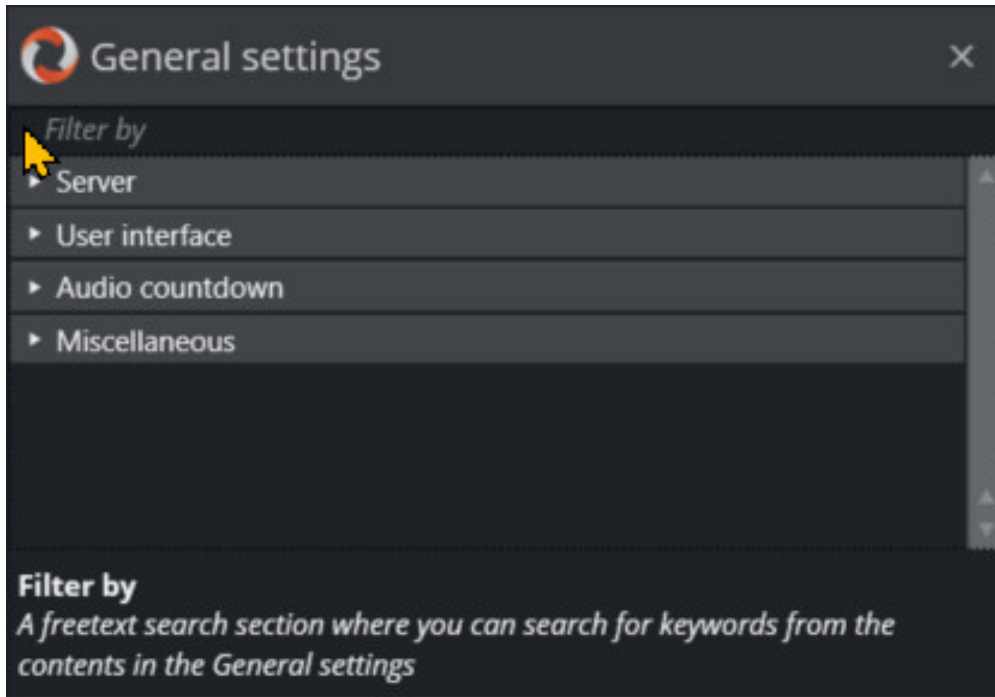 General settings
Filter by
Server
User interface
Audio countdown
Miscellaneous
Filter by
A freetext search section where you can search for keywords from the
contents in the General settings